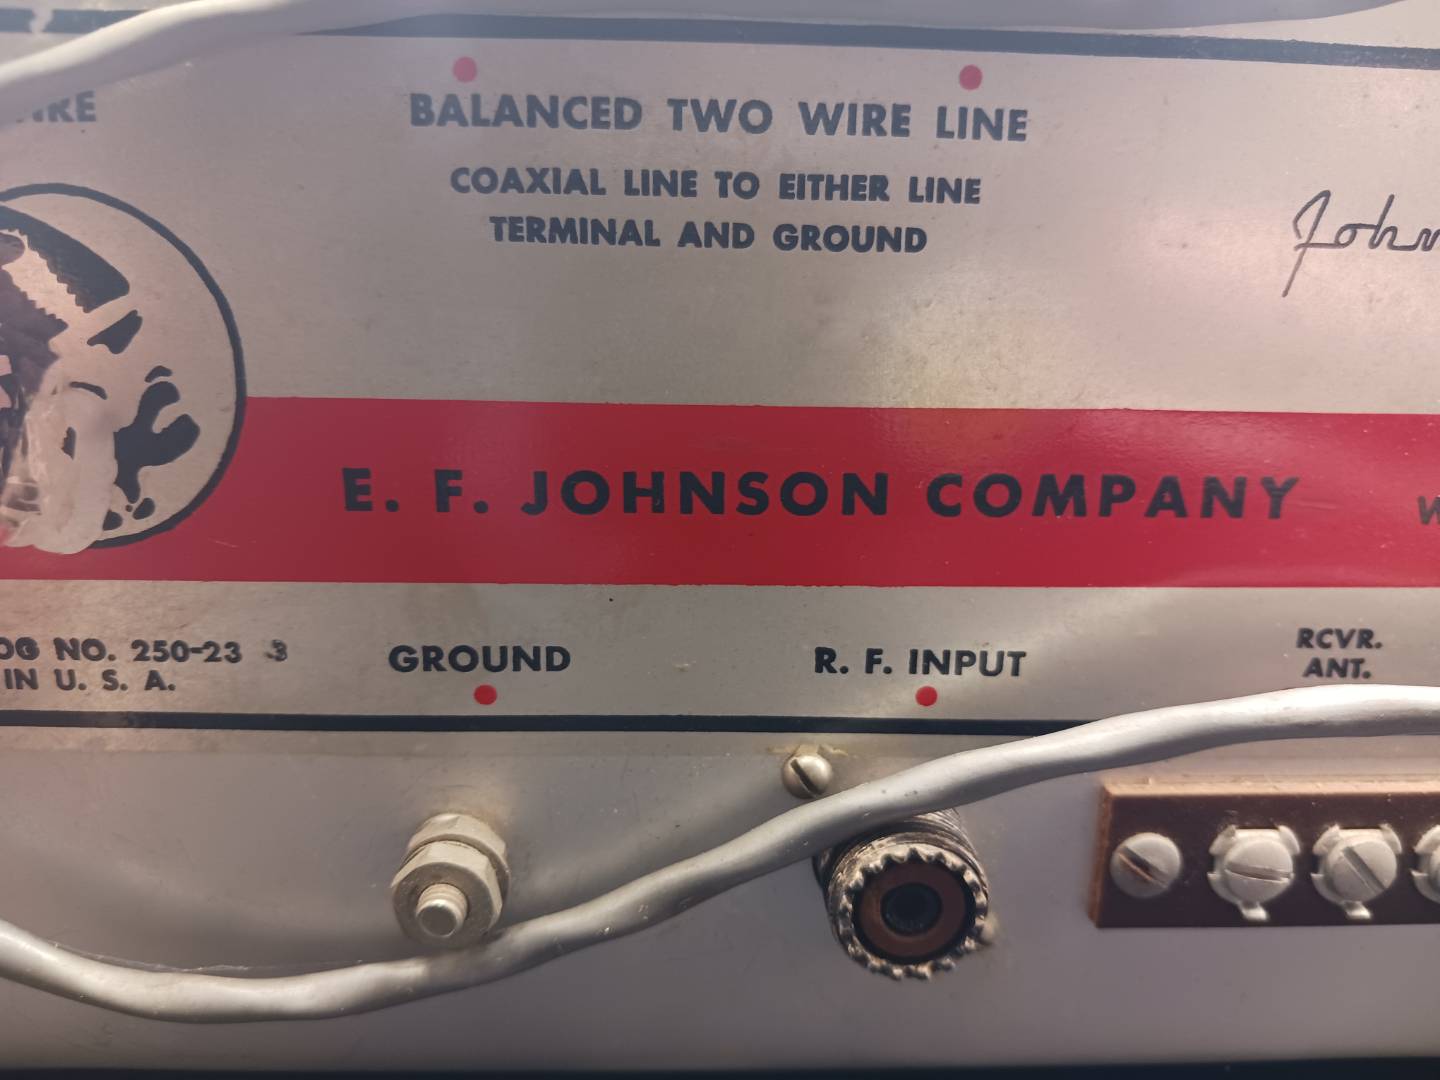 BALANCED TWO WIRE LINE
COAXIAL LINE TO EITHER LINE
TERMINAL AND GROUND
E. F. JOHNSON COMPANY
NO. 250-23 3
IN U. S. A.
GROUND
R. F. INPUT
RCVR.
ANT.